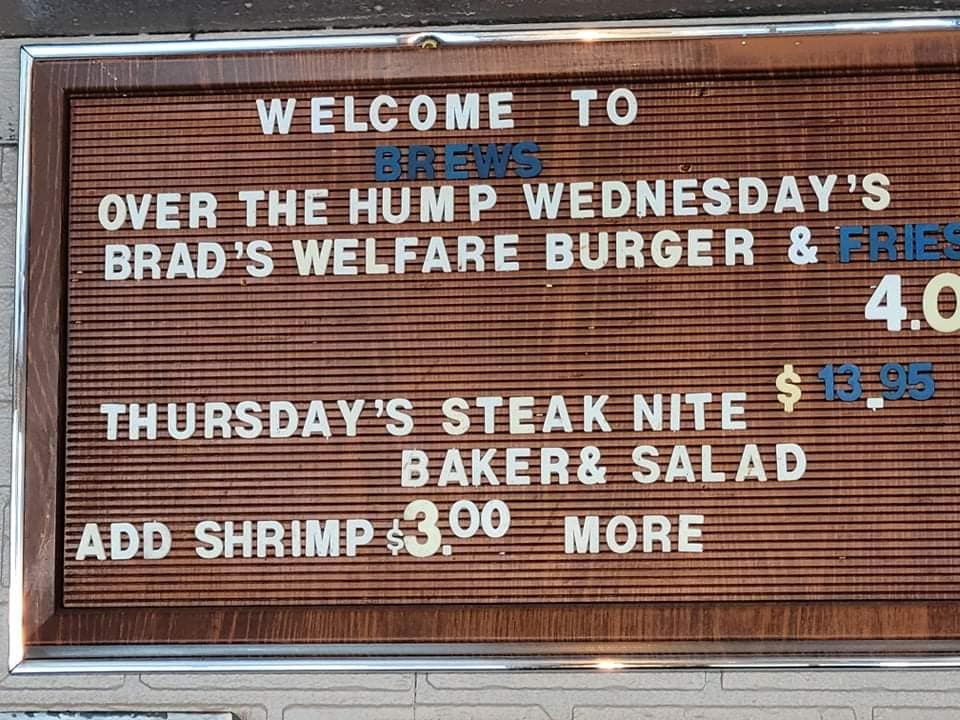 WELCOME TO
BREWS
OVER THE HUMP WEDNESDAY'S
BRAD'S WELFARE BURGER & FRIES
4.0
THURSDAY'S STEAK NITE $ 13.95
BAKER& SALAD
ADD SHRIMP $3.00 MORE